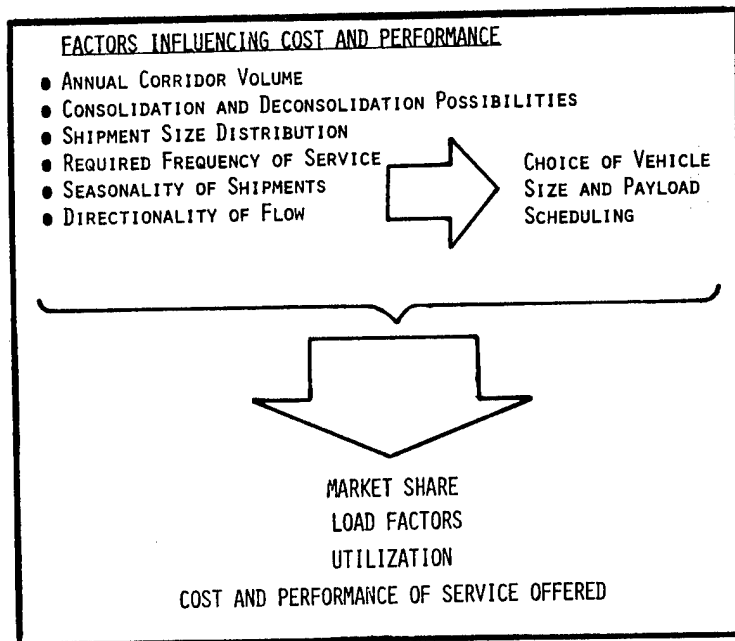 FACTORS INFLUENCING COST AND PERFORMANCE
● ANNUAL CORRIDOR VOLUME
● CONSOLIDATION AND DECONSOLIDATION POSSIBILITIES
● SHIPMENT SIZE DISTRIBUTION
● REQUIRED FREQUENCY OF SERVICE
● SEASONALITY OF SHIPMENTS
● DIRECTIONALITY OF FLOW
CHOICE OF VEHICLE
SIZE AND PAYLOAD
SCHEDULING
MARKET SHARE
LOAD FACTORS
UTILIZATION
COST AND PERFORMANCE OF SERVICE OFFERED